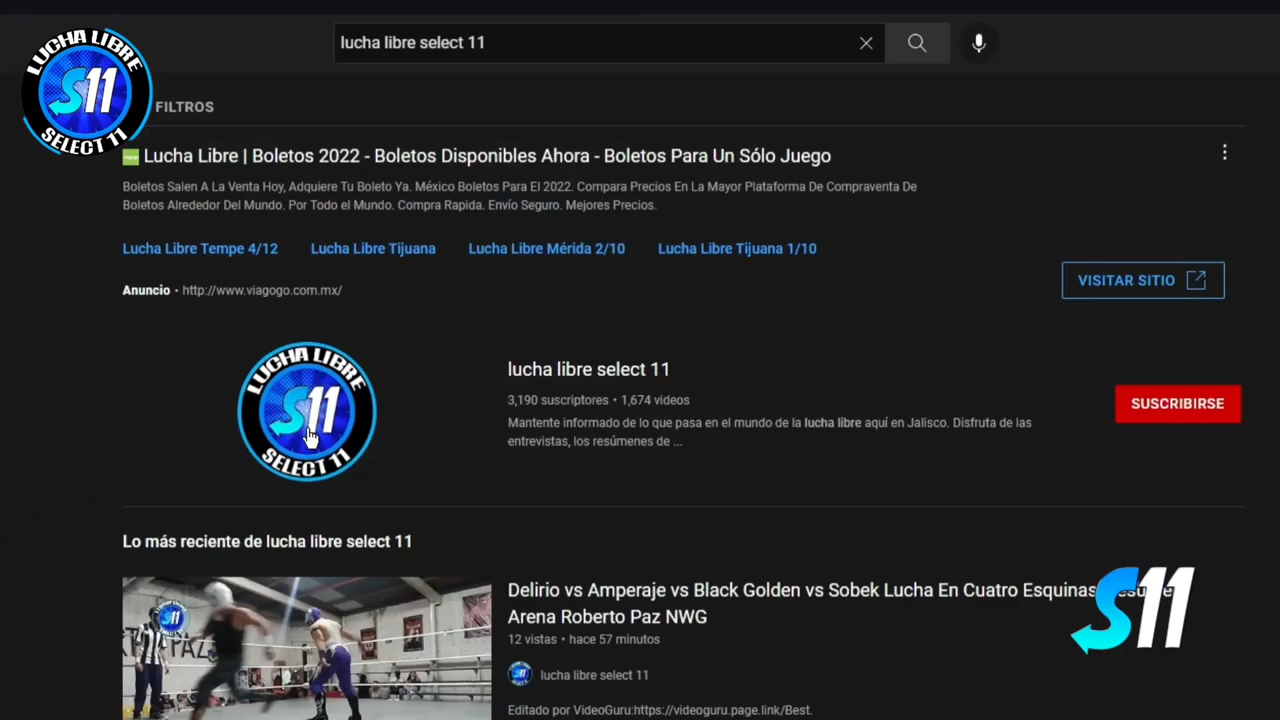 lucha libre select 11
LUCHA LIBRE
S11
SELECT 11
FILTROS
Lucha Libre | Boletos 2022 - Boletos Disponibles Ahora - Boletos Para Un Sólo Juego
Boletos Salen A La Venta Hoy, Adquiere Tu Boleto Ya. México Boletos Para El 2022. Compara Precios En La Mayor Plataforma De Compraventa De
Boletos Alrededor Del Mundo. Por Todo el Mundo. Compra Rapida. Envío Seguro. Mejores Precios.
Lucha Libre Tempe 4/12 Lucha Libre Tijuana Lucha Libre Mérida 2/10 Lucha Libre Tijuana 1/10
VISITAR SITIO
Anuncio · http://www.viagogo.com.mx/
LUCHA LIBRE
S11
SELECT 11
lucha libre select 11
3,190 suscriptores · 1,674 videos
SUSCRIBIRSE
Mantente informado de lo que pasa en el mundo de la lucha libre aquí en Jalisco. Disfruta de las
entrevistas, los resúmenes de ...
Lo más reciente de lucha libre select 11
Delirio vs Amperaje vs Black Golden vs Sobek Lucha En Cuatro Esquinas
Arena Roberto Paz NWG
S11
12 vistas · hace 57 minutos
lucha libre select 11
Editado por VideoGuru:https://videoguru.page.link/Best.